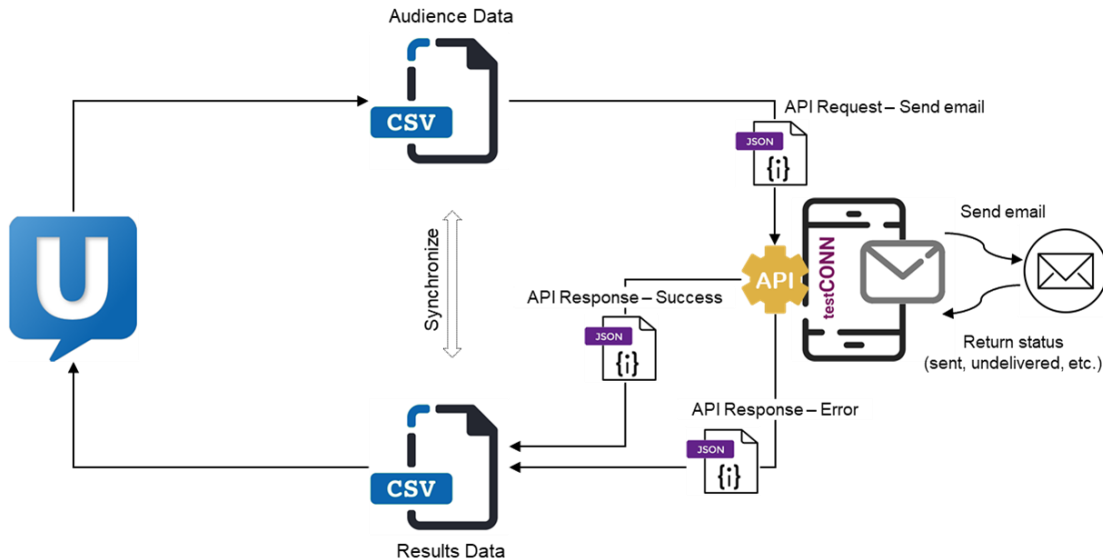 Audience Data
CSV
API Request – Send email
JSON
{i}
U
Synchronize
API
testCONN
Send email
API Response – Success
JSON
{i}
Return status
(sent, undelivered, etc.)
API Response – Error
JSON
{i}
CSV
Results Data